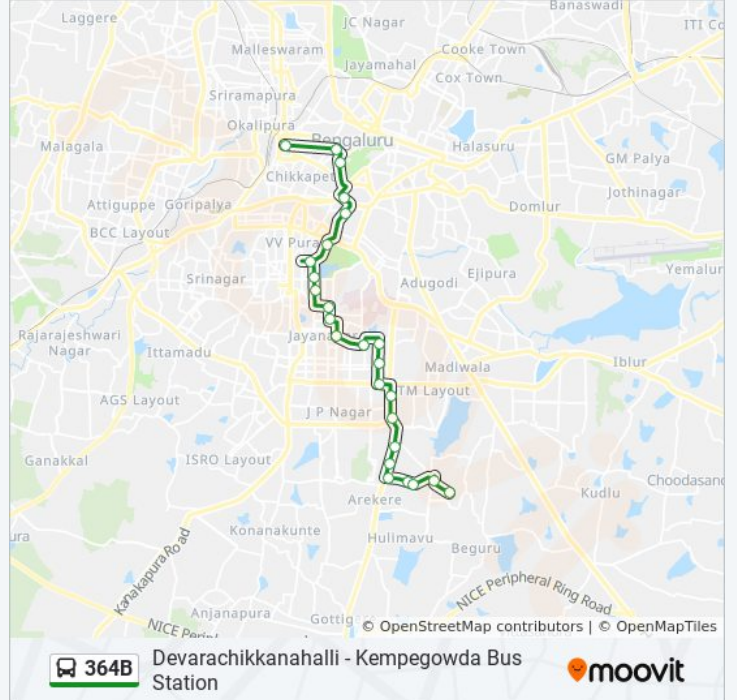 Laggere
JC Nagar
Banaswadi
ITI Co
Malleswaram
Cooke Town
Jayamahal
Cox Town
Sriramapura
Okalipura
Bengaluru
Malagala
Halasuru
GM Palya
Chikkapet
Jothinagar
Attiguppe
Goripalya
Domlur
BCC Layout
VV Pura
Srinagar
Ejipura
Yemalur
Adugodi
Rajarajeshwari
Nagar
Ittamadu
Iblur
Madiwala
AGS Layout
TM Layout
J P Nagar
Ganakkal
ISRO Layout
Choodasand
Kudlu
Arekere
Konanakunte
Hulimavu
ura
Beguru
Kanakapura Road
NICE Peripheral Ring Road
Anjanapura
Gottig
© OpenStreetMap contributors | © OpenMapTiles
364B
Devarachikkanahalli - Kempegowda Bus
Station
moovit